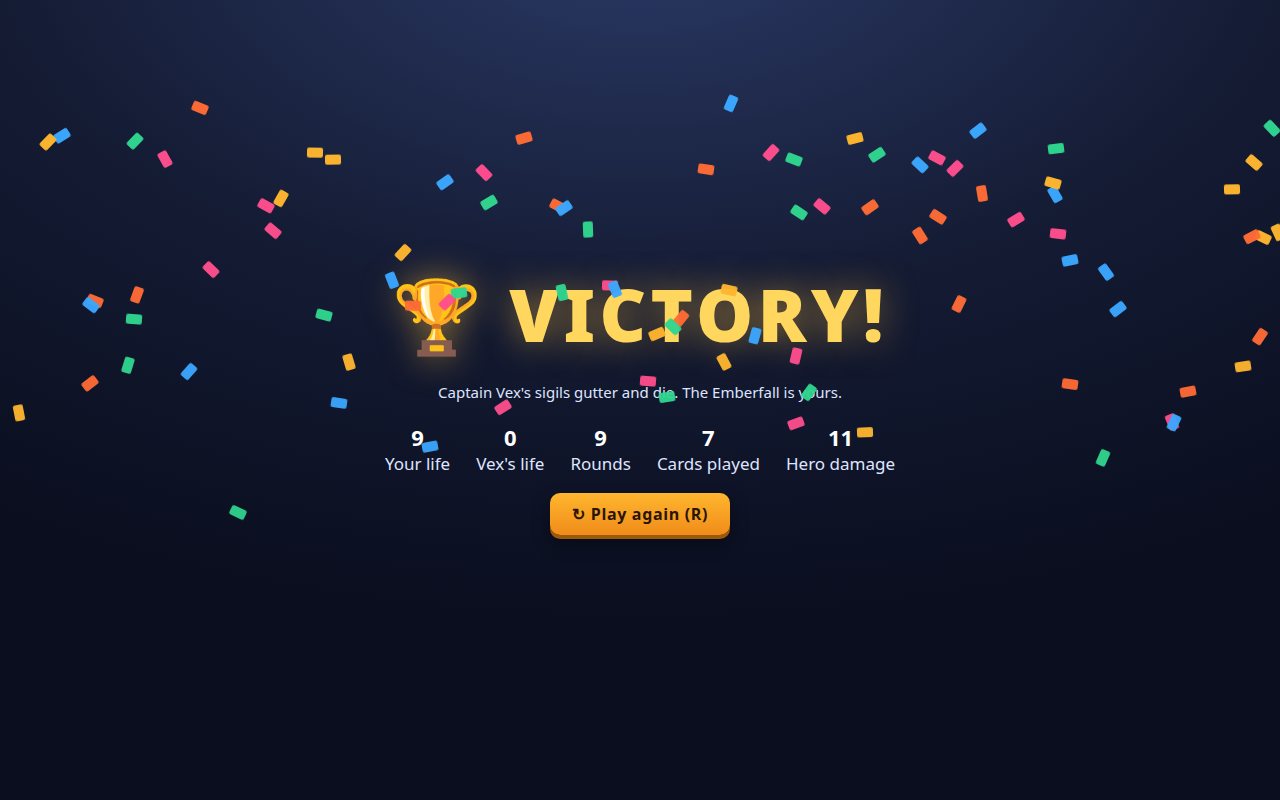 🏆 VICTORY!
Captain Vex's sigils gutter and die. The Emberfall is yours.
9 0 9 7 11
Your life Vex's life Rounds Cards played Hero damage
↻ Play again (R)